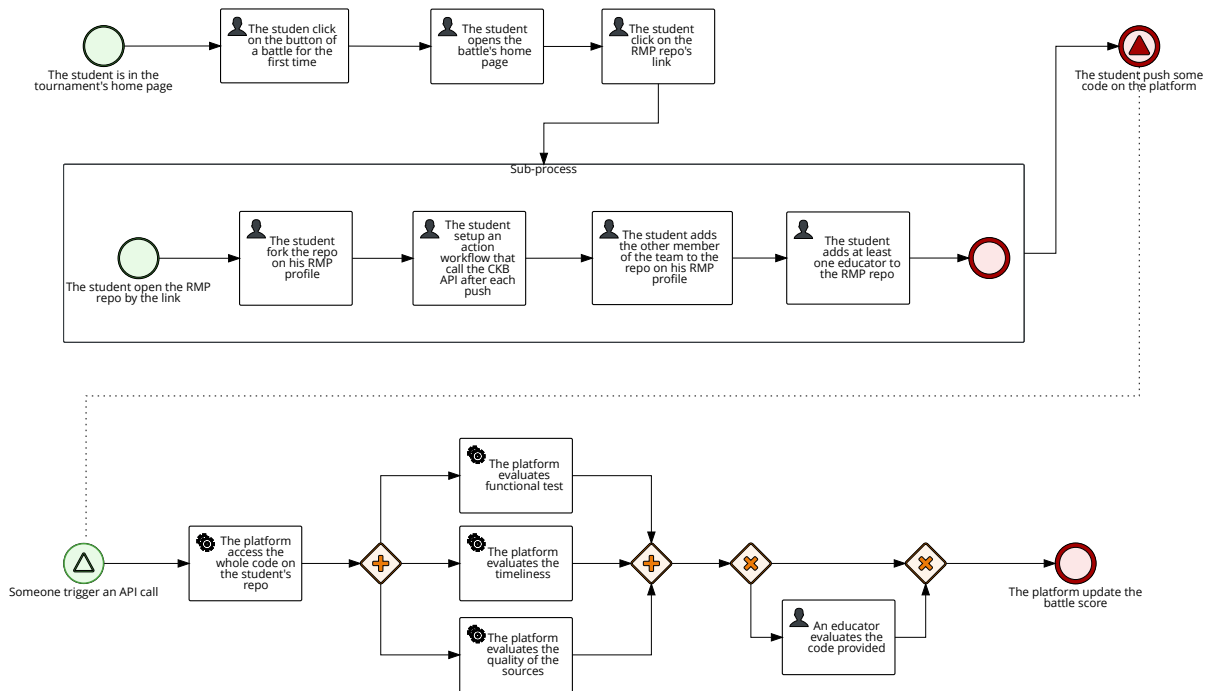 The studen click
on the button of
a battle for the
first time
The student
opens the
battle's home
page
The student
click on the
RMP repo's
link
The student is in the
tournament's home page
The student push some
code on the platform
Sub-process
The student open the RMP
repo by the link
The student
fork the repo
on his RMP
profile
The student
setup an
action
workflow that
call the CKB
API after each
push
The student adds
the other member
of the team to the
repo on his RMP
profile
The student
adds at least
one educator to
the RMP repo
Someone trigger an API call
The platform
access the
whole code on
the student's
repo
The platform
evaluates
functional test
The platform
evaluates the
timeliness
The platform
evaluates the
quality of the
sources
An educator
evaluates the
code provided
The platform update the
battle score